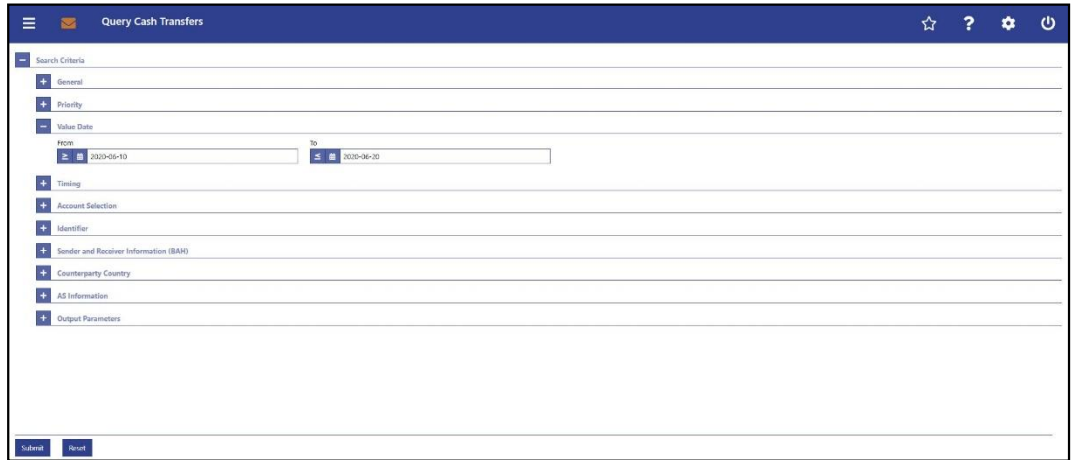 Query Cash Transfers
?
Search Criteria
General
Priority
Value Date
From To
≥ 2020-06-10 ≤ 2020-06-20
Timing
Account Selection
Identifier
Sender and Receiver Information (BAH)
Counterparty Country
AS Information
Output Parameters
Submit Reset